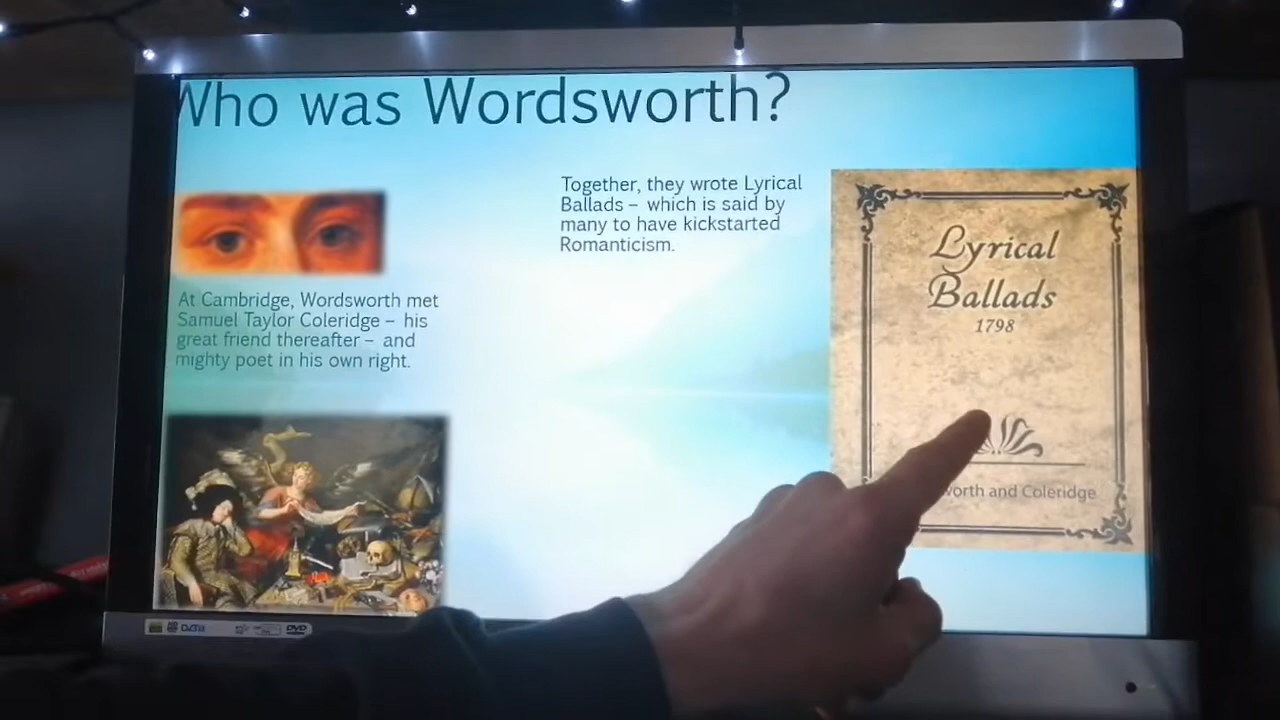 Who was Wordsworth?
Together, they wrote Lyrical
Ballads – which is said by
many to have kickstarted
Romanticism.
At Cambridge, Wordsworth met
Samuel Taylor Coleridge – his
great friend thereafter – and
mighty poet in his own right.
Lyrical
Ballads
1798
worth and Coleridge
DVD